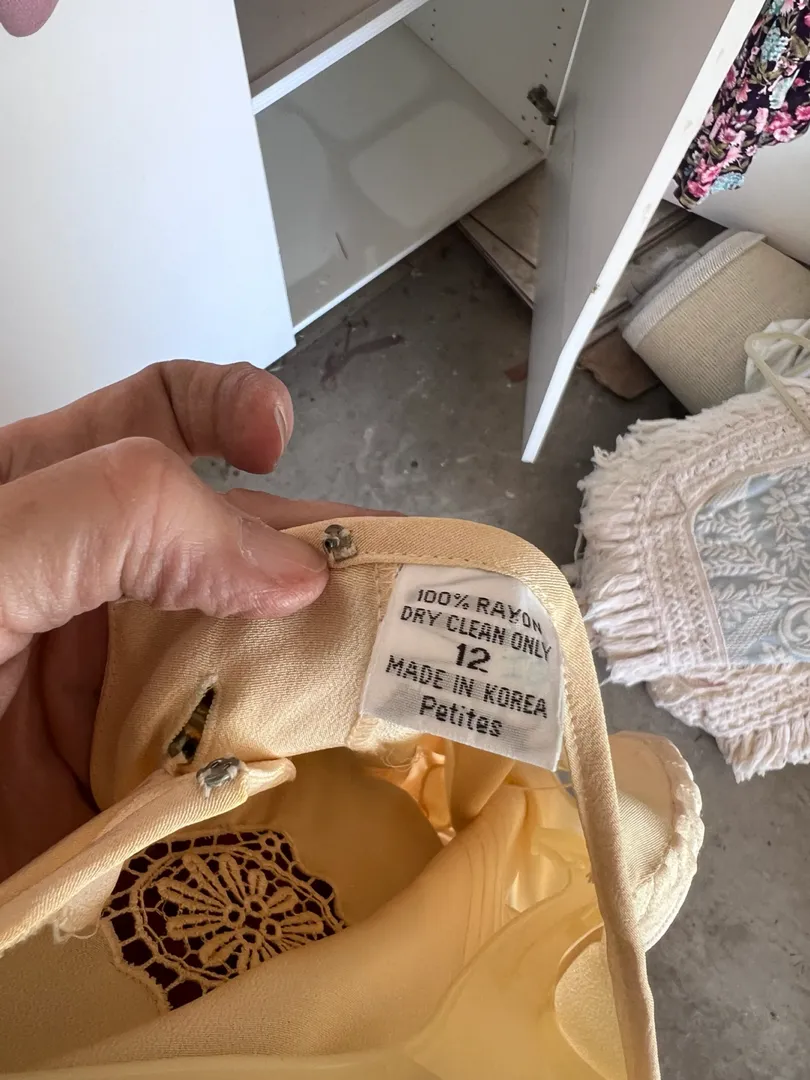 100% RAYON
DRY CLEAN ONLY
12
MADE IN KOREA
Petites